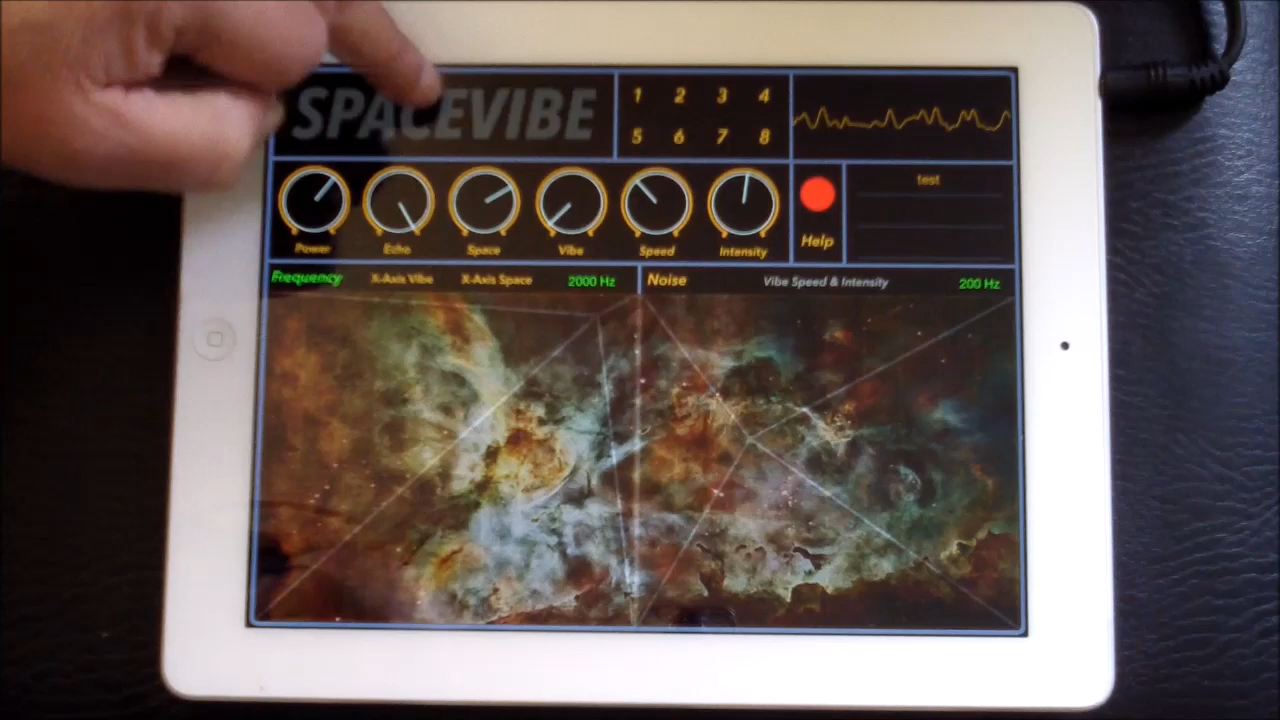 SPACEVIBE
1 2 3 4
5 6 7 8
test
Power Echo Space Vibe Speed Intensity
Help
Frequency X-Axis Vibe X-Axis Space 2000 Hz Noise Vibe Speed & Intensity 200 Hz